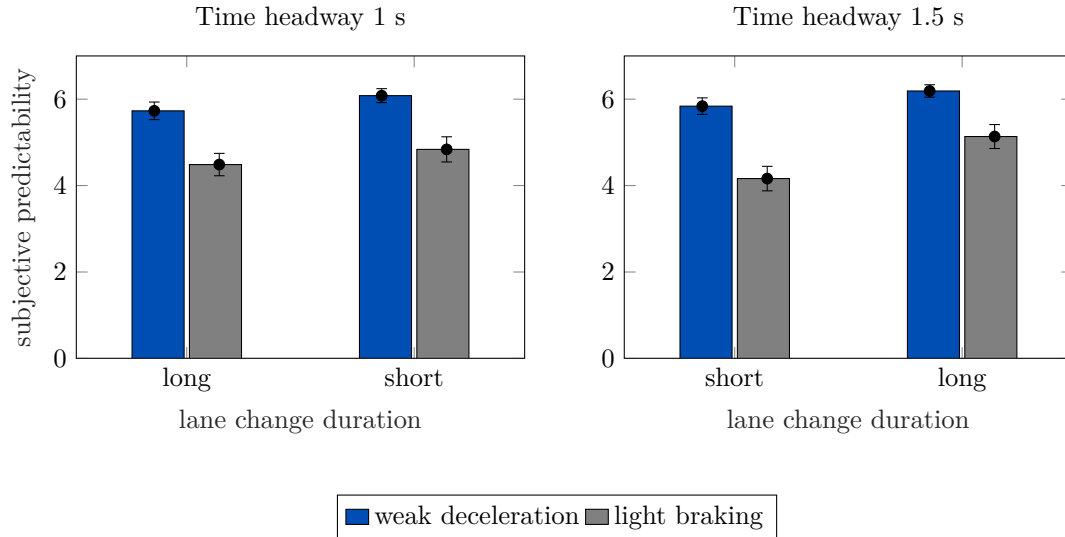 Time headway 1 s
Time headway 1.5 s
subjective predictability
6
4
2
0
long
short
lane change duration
6
4
2
0
short
long
lane change duration
weak deceleration
light braking